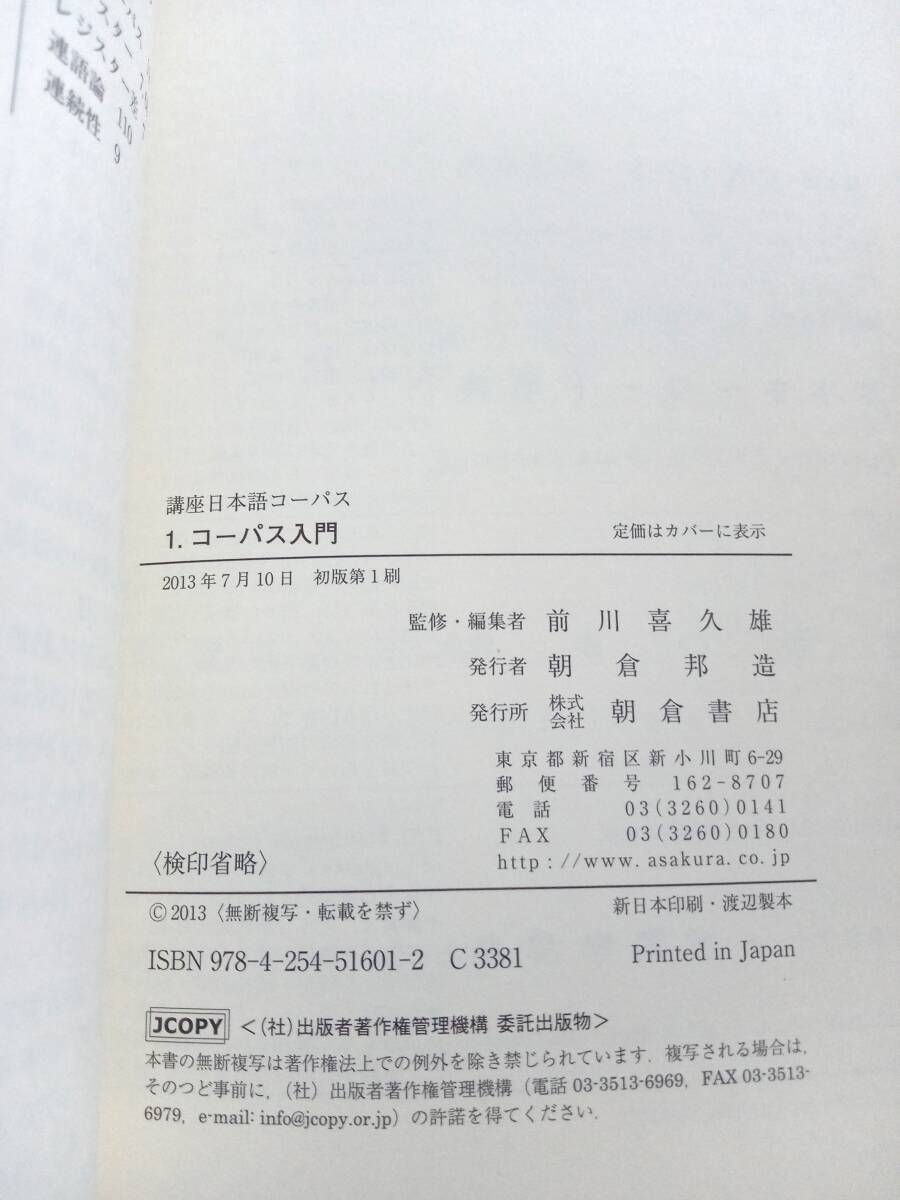 レジスター
連語論 110
連続性 9
講座日本語コーパス
1. コーパス入門 定価はカバーに表示
2013年7月10日 初版第1刷
監修・編集者 前川喜久雄
発行者 朝倉邦造
発行所 株式会社 朝倉書店
東京都新宿区新小川町6-29
郵便番号 162-8707
電話 03(3260)0141
FAX 03(3260)0180
〈検印省略〉 http://www.asakura.co.jp
©2013〈無断複写・転載を禁ず〉 新日本印刷・渡辺製本
ISBN 978-4-254-51601-2 C 3381 Printed in Japan
JCOPY <(社)出版者著作権管理機構 委託出版物>
本書の無断複写は著作権法上での例外を除き禁じられています.複写される場合は,
そのつど事前に,(社)出版者著作権管理機構(電話 03-3513-6969,FAX 03-3513-
6979,e-mail: info@jcopy.or.jp)の許諾を得てください.